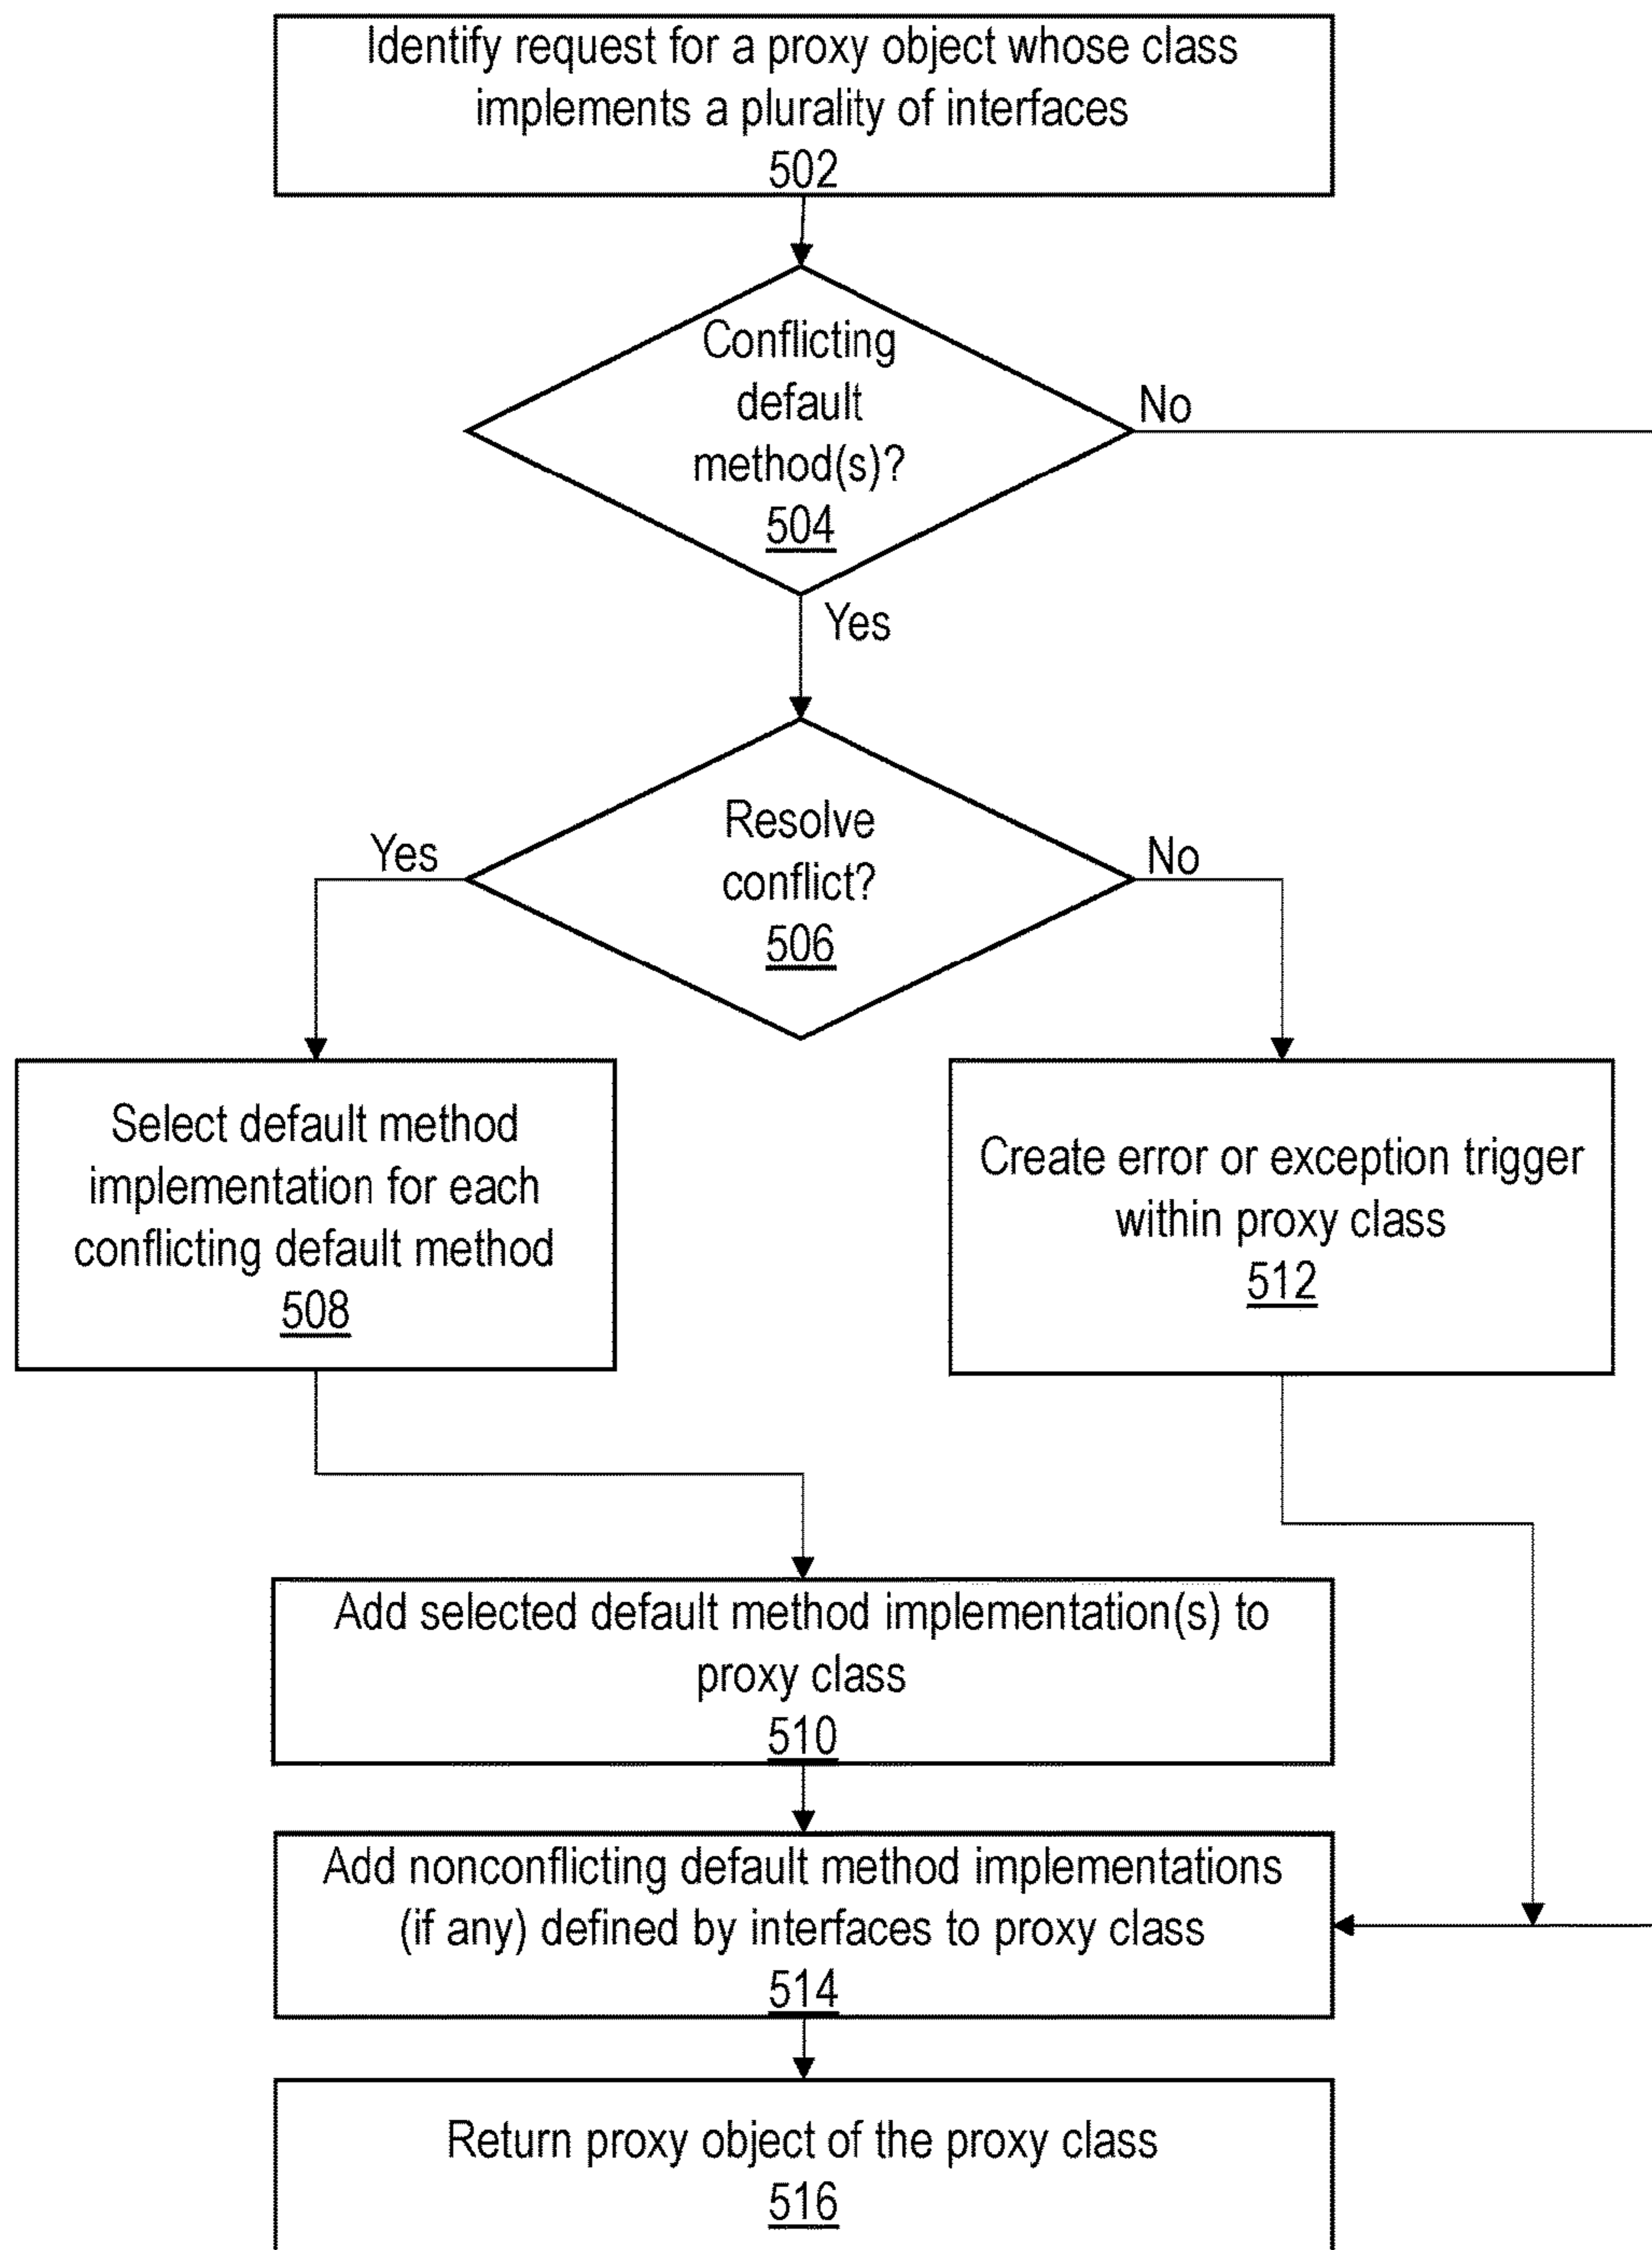 Identify request for a proxy object whose class
implements a plurality of interfaces
502
Conflicting
default
method(s)?
504
No
Yes
Resolve
conflict?
506
Yes
No
Select default method
implementation for each
conflicting default method
508
Create error or exception trigger
within proxy class
512
Add selected default method implementation(s) to
proxy class
510
Add nonconflicting default method implementations
(if any) defined by interfaces to proxy class
514
Return proxy object of the proxy class
516